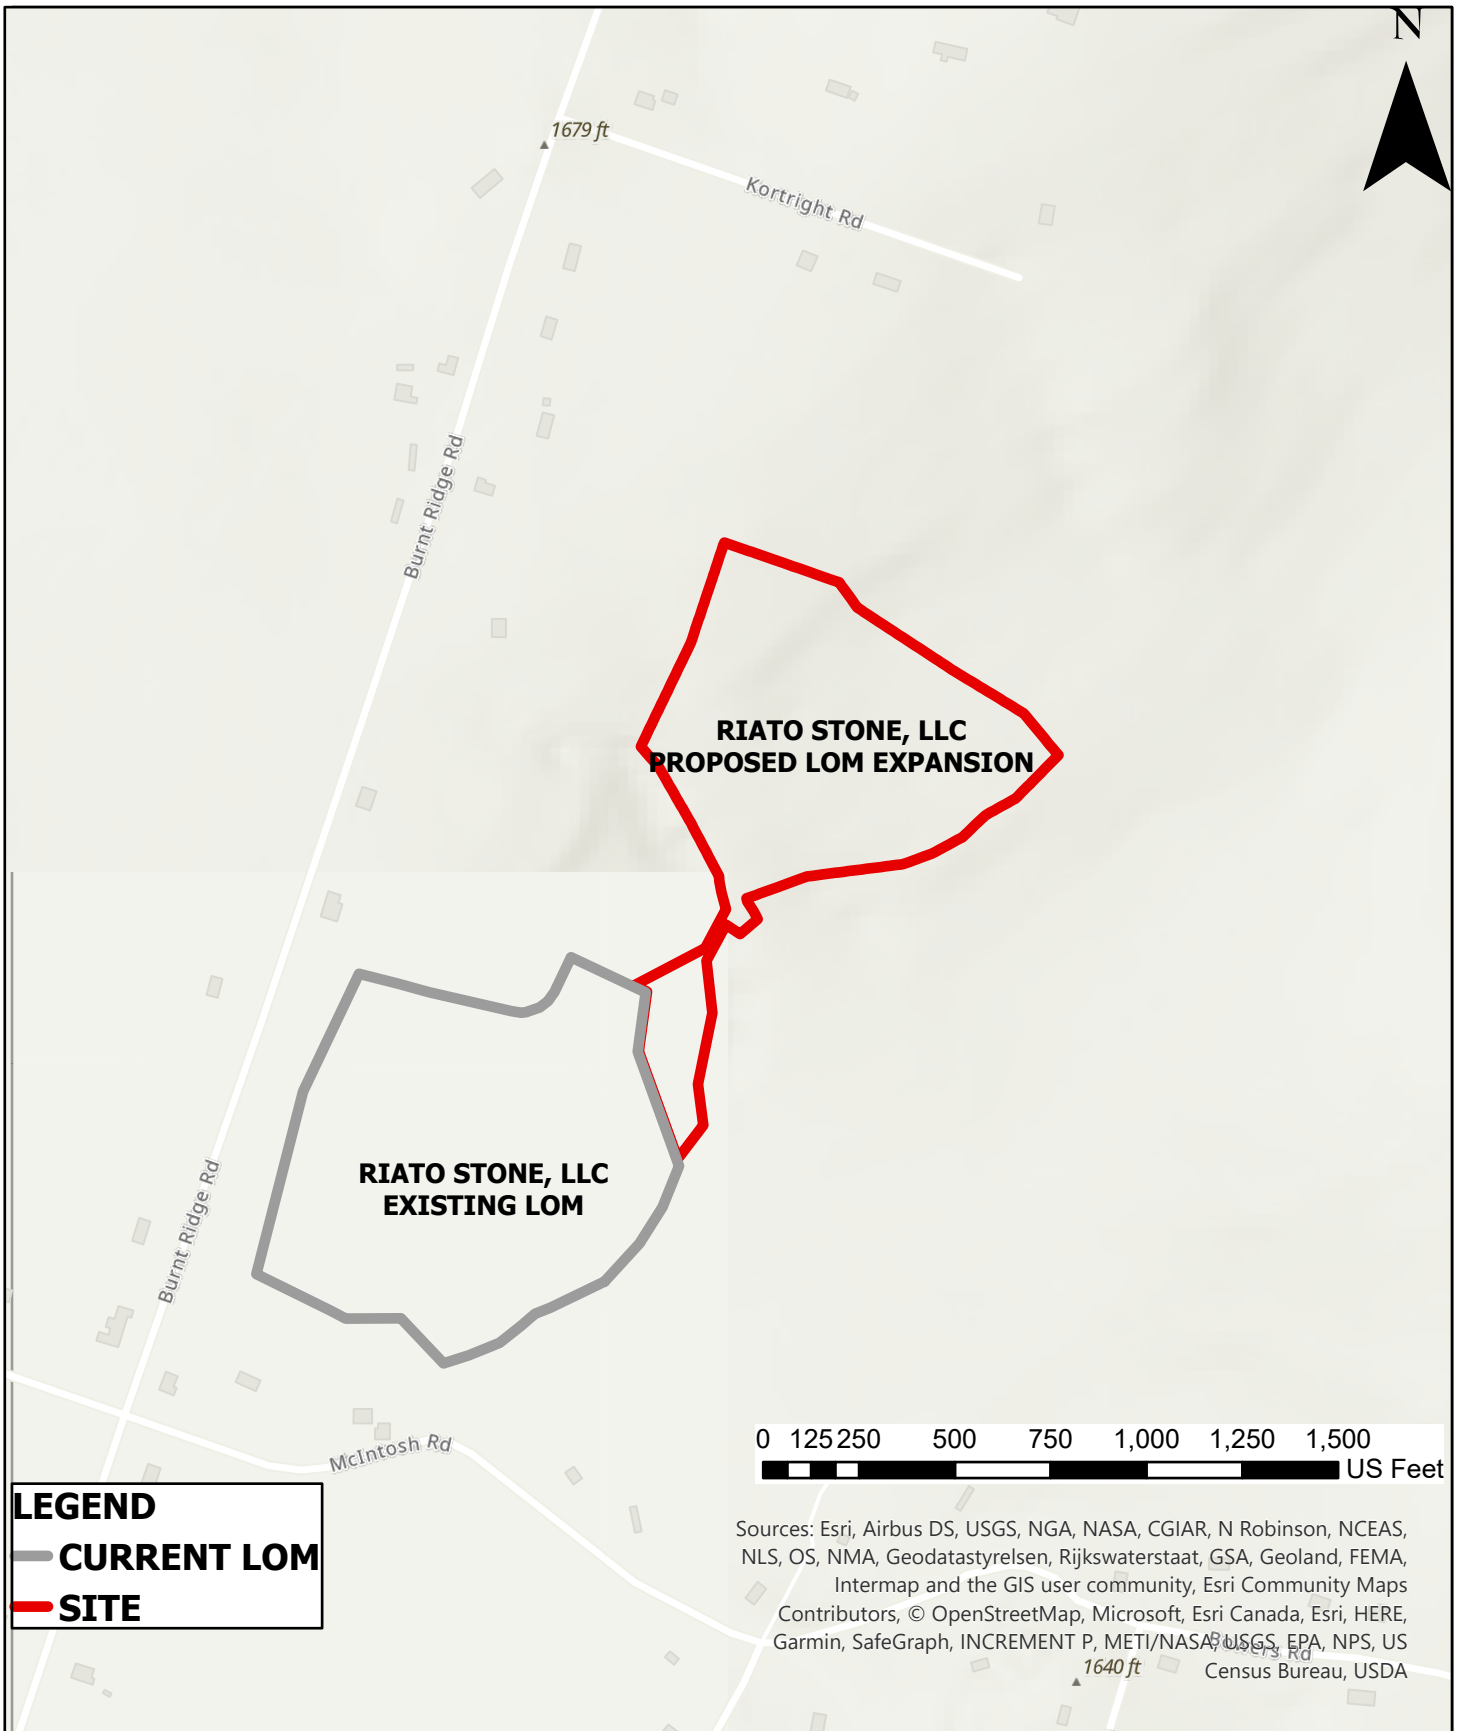 N
1679 ft
Kortright Rd
Burnt Ridge Rd
RIATO STONE, LLC
PROPOSED LOM EXPANSION
RIATO STONE, LLC
EXISTING LOM
Burnt Ridge Rd
McIntosh Rd
0 125 250 500 750 1,000 1,250 1,500
US Feet
LEGEND
CURRENT LOM
SITE
Sources: Esri, Airbus DS, USGS, NGA, NASA, CGIAR, N Robinson, NCEAS,
NLS, OS, NMA, Geodatastyrelsen, Rijkswaterstaat, GSA, Geoland, FEMA,
Intermap and the GIS user community, Esri Community Maps
Contributors, © OpenStreetMap, Microsoft, Esri Canada, Esri, HERE,
Garmin, SafeGraph, INCREMENT P, METI/NASA, USGS, EPA, NPS, US
Census Bureau, USDA
Bowers Rd
1640 ft